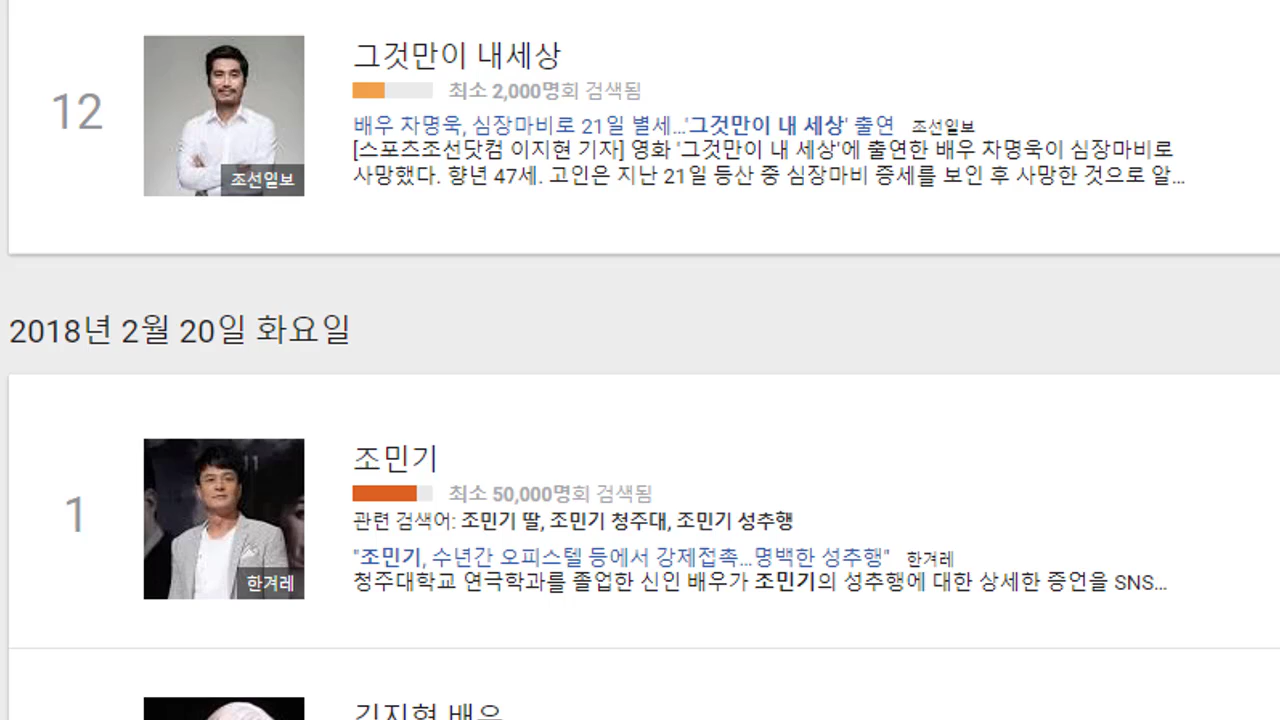 12
그것만이 내세상
최소 2,000명회 검색됨
배우 차명욱, 심장마비로 21일 별세...'그것만이 내 세상' 출연 조선일보
[스포츠조선닷컴 이지현 기자] 영화 '그것만이 내 세상'에 출연한 배우 차명욱이 심장마비로
사망했다. 향년 47세. 고인은 지난 21일 등산 중 심장마비 증세를 보인 후 사망한 것으로 알...
조선일보
2018년 2월 20일 화요일
1
조민기
최소 50,000명회 검색됨
관련 검색어: 조민기 딸, 조민기 청주대, 조민기 성추행
"조민기, 수년간 오피스텔 등에서 강제접촉...명백한 성추행" 한겨레
청주대학교 연극학과를 졸업한 신인 배우가 조민기의 성추행에 대한 상세한 증언을 SNS...
한겨레
11
김지현 배우